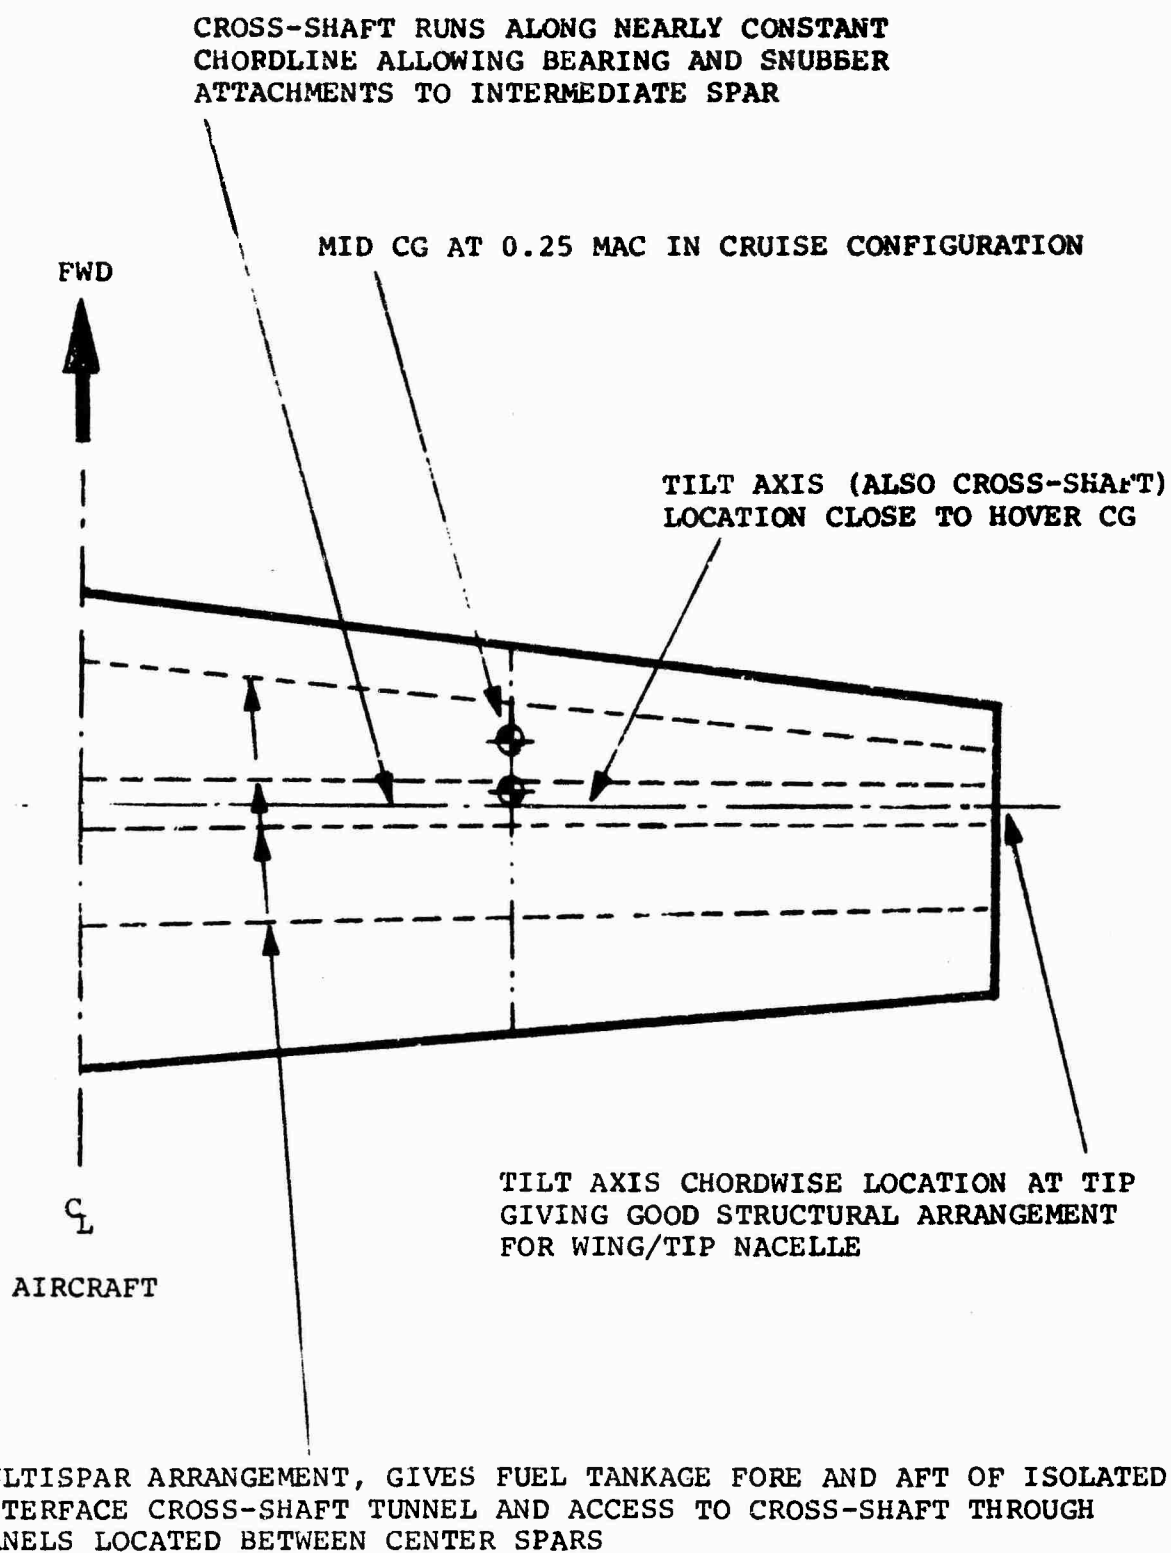 CROSS-SHAFT RUNS ALONG NEARLY CONSTANT
CHORDLINE ALLOWING BEARING AND SNUBBER
ATTACHMENTS TO INTERMEDIATE SPAR
MID CG AT 0.25 MAC IN CRUISE CONFIGURATION
FWD
TILT AXIS (ALSO CROSS-SHAFT)
LOCATION CLOSE TO HOVER CG
TILT AXIS CHORDWISE LOCATION AT TIP
GIVING GOOD STRUCTURAL ARRANGEMENT
FOR WING/TIP NACELLE
CL
AIRCRAFT
LTISPAR ARRANGEMENT, GIVES FUEL TANKAGE FORE AND AFT OF ISOLATED
TERFACE CROSS-SHAFT TUNNEL AND ACCESS TO CROSS-SHAFT THROUGH
NELS LOCATED BETWEEN CENTER SPARS